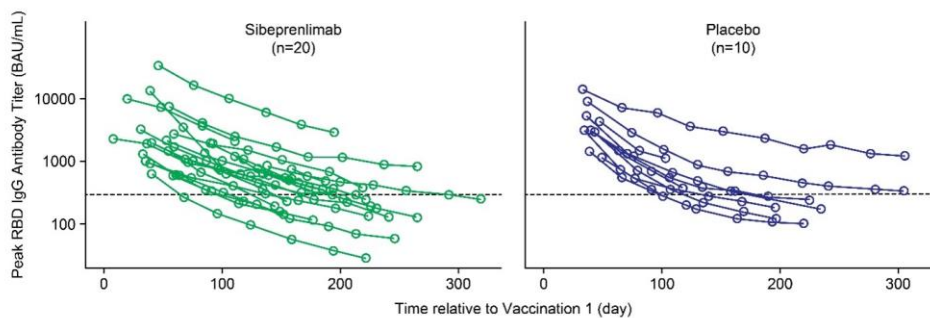 Sibeprenlimab
(n=20)
Placebo
(n=10)
Peak RBD IgG Antibody Titer (BAU/mL)
10000
1000
100
0
100
200
300
0
100
200
300
Time relative to Vaccination 1 (day)